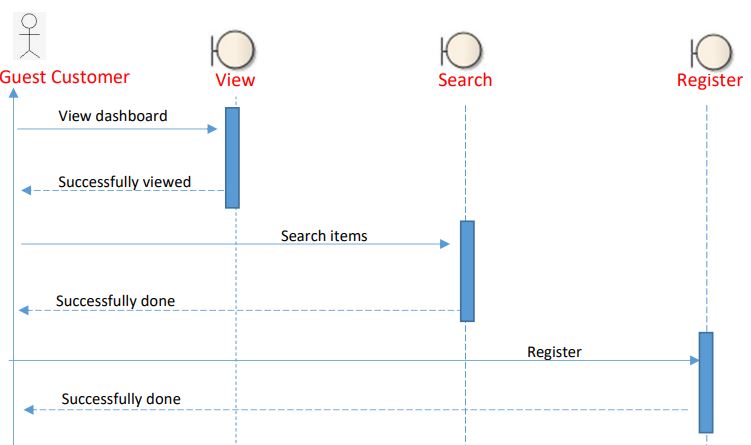 Guest Customer
View
Search
Register
View dashboard
Successfully viewed
Search items
Successfully done
Register
Successfully done